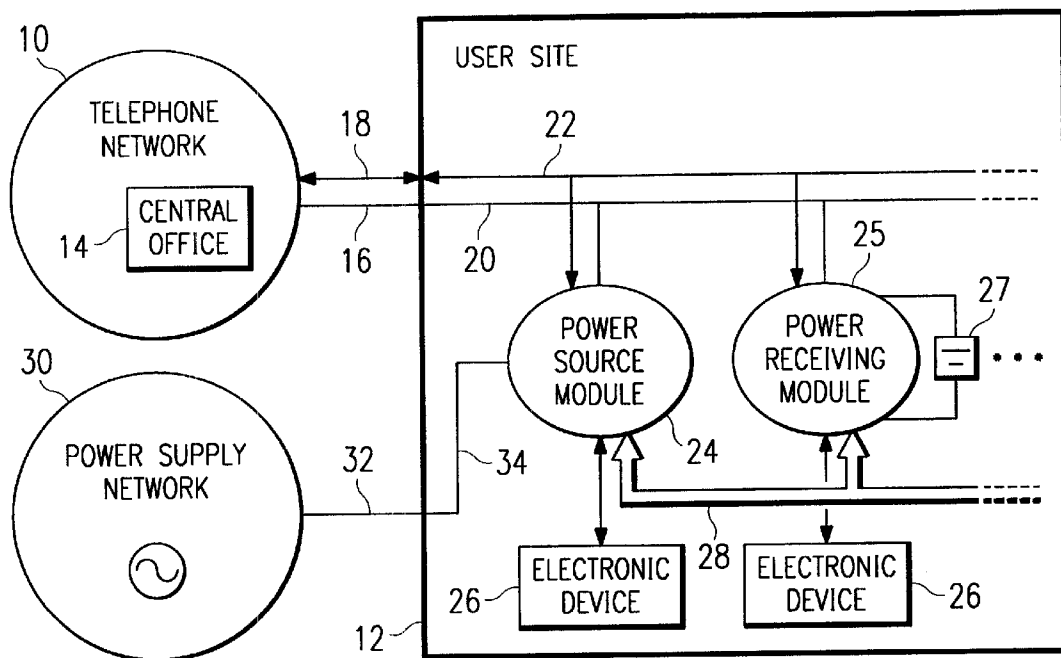 10
USER SITE
TELEPHONE
NETWORK
18
22
14
CENTRAL
OFFICE
16
20
25
27
POWER
SOURCE
MODULE
POWER
RECEIVING
MODULE
30
24
POWER SUPPLY
NETWORK
32
34
28
26
ELECTRONIC
DEVICE
ELECTRONIC
DEVICE
26
12